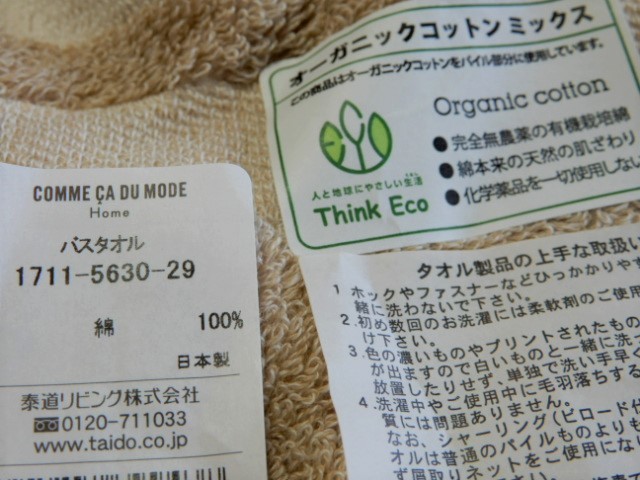 COMME ÇA DU MODE
Home
バスタオル
1711-5630-29
綿 100%
日本製
泰道リビング株式会社
0120-711033
www.taido.co.jp
オーガニックコットンミックス
この商品はオーガニックコットンをパイル部分に使用しています。
Organic cotton
●完全無農薬の有機栽培綿
●綿本来の天然の肌ざわり
●化学薬品を一切使用しな
人と地球にやさしい生活
Think Eco
タオル製品の上手な取扱い
1.ホックやファスナーなどひっかかりやす
緒に洗わないで下さい。
2.初め数回のお洗濯には柔軟剤のご使用
け下さい。
3.色の濃いものやプリントされたもの
が出ますので白いものと一緒に洗
放置したりせず、単独で洗い手早く
4.洗濯中やご使用中に毛羽落ちする
質には問題ありません。
なお、シャーリング(ビロード
オルは普通のパイルものよりも
ず屑取りネットをご使用にな